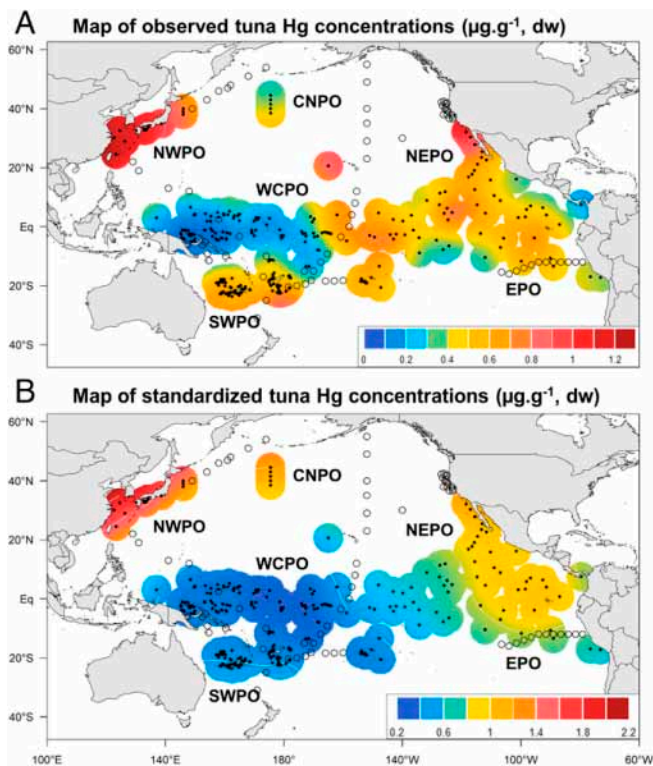 A Map of observed tuna Hg concentrations (µg.g⁻¹, dw)
60°N
40°N
20°N
Eq
20°S
40°S
CNPO
NWPO
NEPO
WCPO
EPO
SWPO
0 0.2 0.4 0.6 0.8 1 1.2
B Map of standardized tuna Hg concentrations (µg.g⁻¹, dw)
60°N
40°N
20°N
Eq
20°S
40°S
CNPO
NWPO
NEPO
WCPO
EPO
SWPO
0.2 0.6 1 1.4 1.8 2.2
100°E 140°E 180° 140°W 100°W 60°W